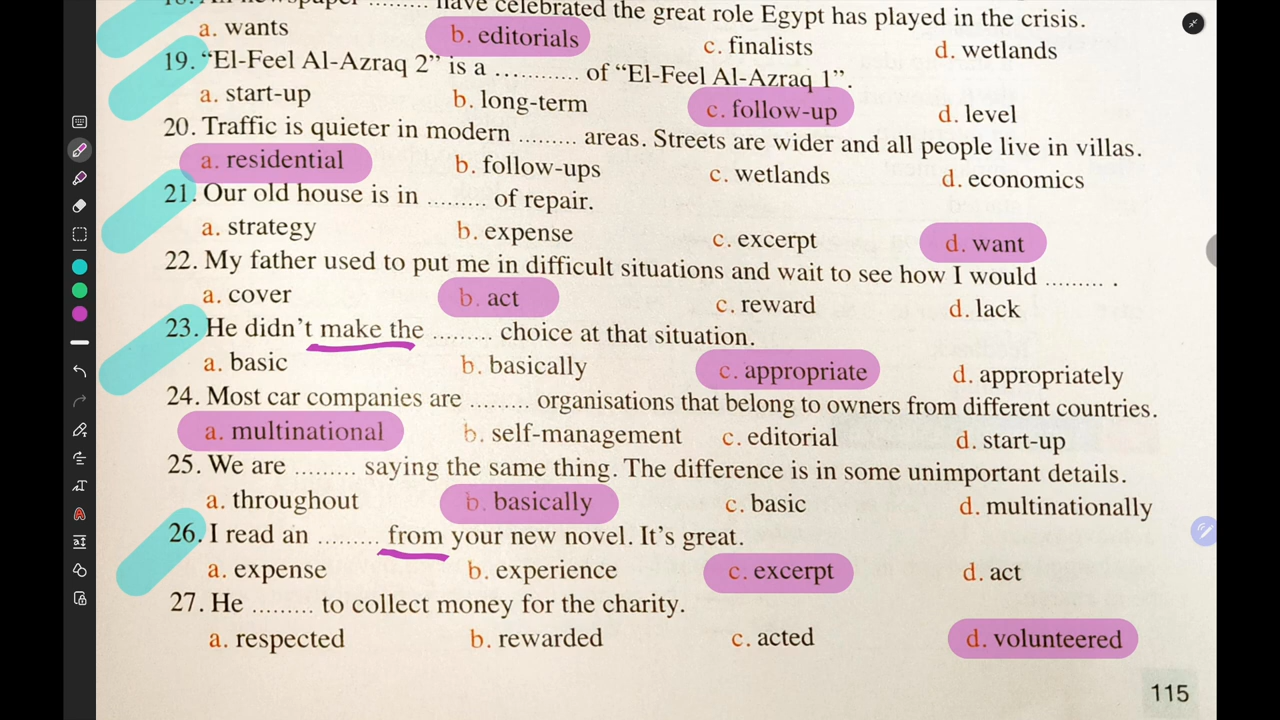 18. All newspaper ......... have celebrated the great role Egypt has played in the crisis.
a. wants b. editorials c. finalists d. wetlands
19. “El-Feel Al-Azraq 2” is a ............ of “El-Feel Al-Azraq 1”.
a. start-up b. long-term c. follow-up d. level
20. Traffic is quieter in modern ......... areas. Streets are wider and all people live in villas.
a. residential b. follow-ups c. wetlands d. economics
21. Our old house is in ......... of repair.
a. strategy b. expense c. excerpt d. want
22. My father used to put me in difficult situations and wait to see how I would ......... .
a. cover b. act c. reward d. lack
23. He didn’t make the ......... choice at that situation.
a. basic b. basically c. appropriate d. appropriately
24. Most car companies are ......... organisations that belong to owners from different countries.
a. multinational b. self-management c. editorial d. start-up
25. We are ......... saying the same thing. The difference is in some unimportant details.
a. throughout b. basically c. basic d. multinationally
26. I read an ......... from your new novel. It’s great.
a. expense b. experience c. excerpt d. act
27. He ......... to collect money for the charity.
a. respected b. rewarded c. acted d. volunteered
115